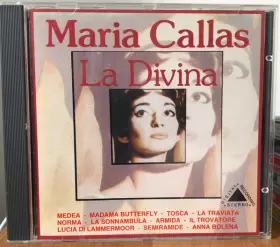 Maria Callas
La Divina
MEDEA - MADAMA BUTTERFLY - TOSCA - LA TRAVIATA
NORMA - LA SONNAMBULA - ARMIDA - IL TROVATORE
LUCIA DI LAMMERMOOR - SEMIRAMIDE - ANNA BOLENA
STEREO